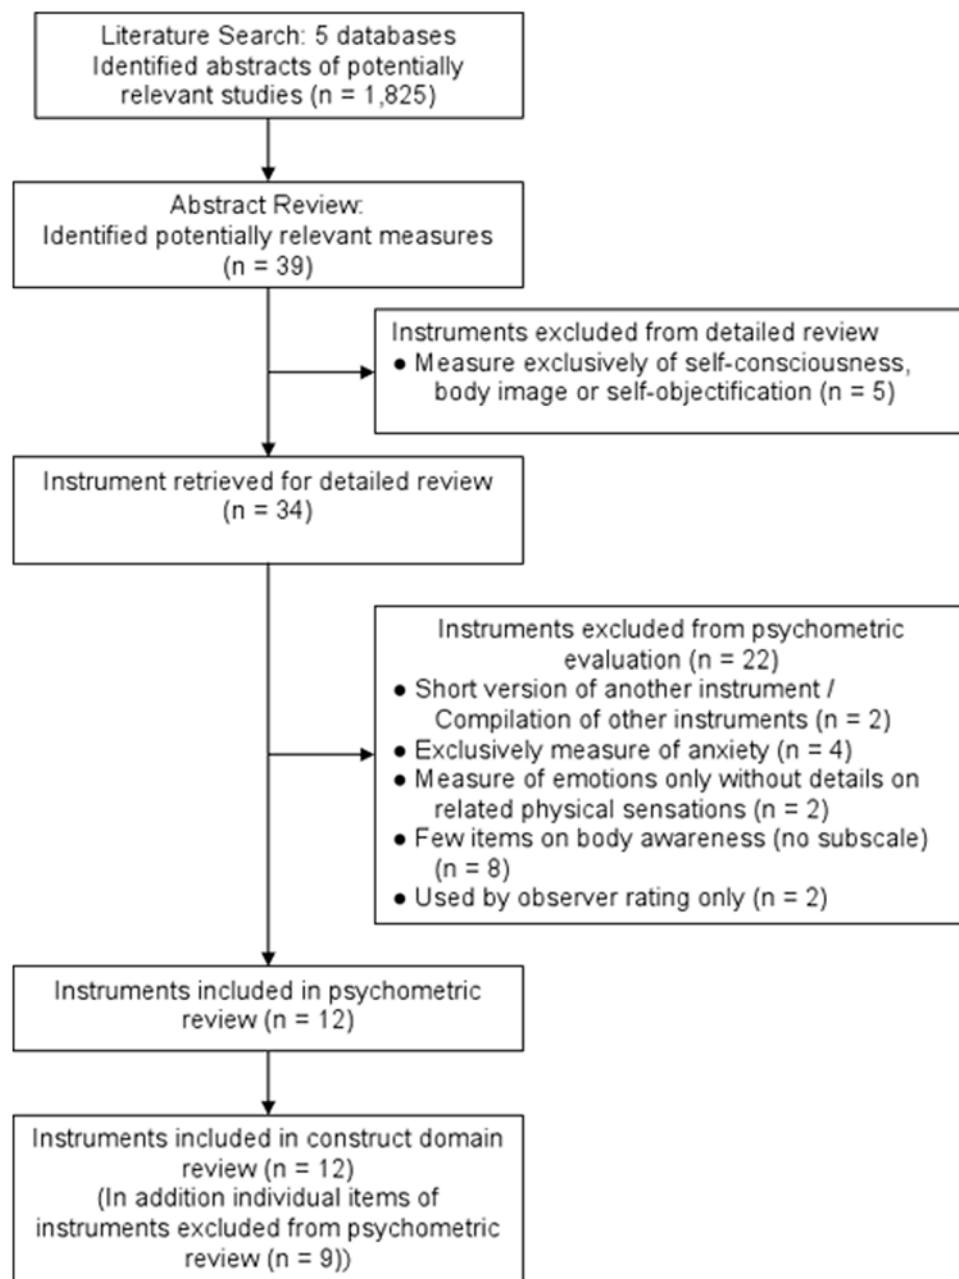 Literature Search: 5 databases
Identified abstracts of potentially
relevant studies (n = 1,825)
Abstract Review:
Identified potentially relevant measures
(n = 39)
Instruments excluded from detailed review
● Measure exclusively of self-consciousness,
body image or self-objectification (n = 5)
Instrument retrieved for detailed review
(n = 34)
Instruments excluded from psychometric
evaluation (n = 22)
● Short version of another instrument /
Compilation of other instruments (n = 2)
● Exclusively measure of anxiety (n = 4)
● Measure of emotions only without details on
related physical sensations (n = 2)
● Few items on body awareness (no subscale)
(n = 8)
● Used by observer rating only (n = 2)
Instruments included in psychometric
review (n = 12)
Instruments included in construct domain
review (n = 12)
(In addition individual items of
instruments excluded from psychometric
review (n = 9))